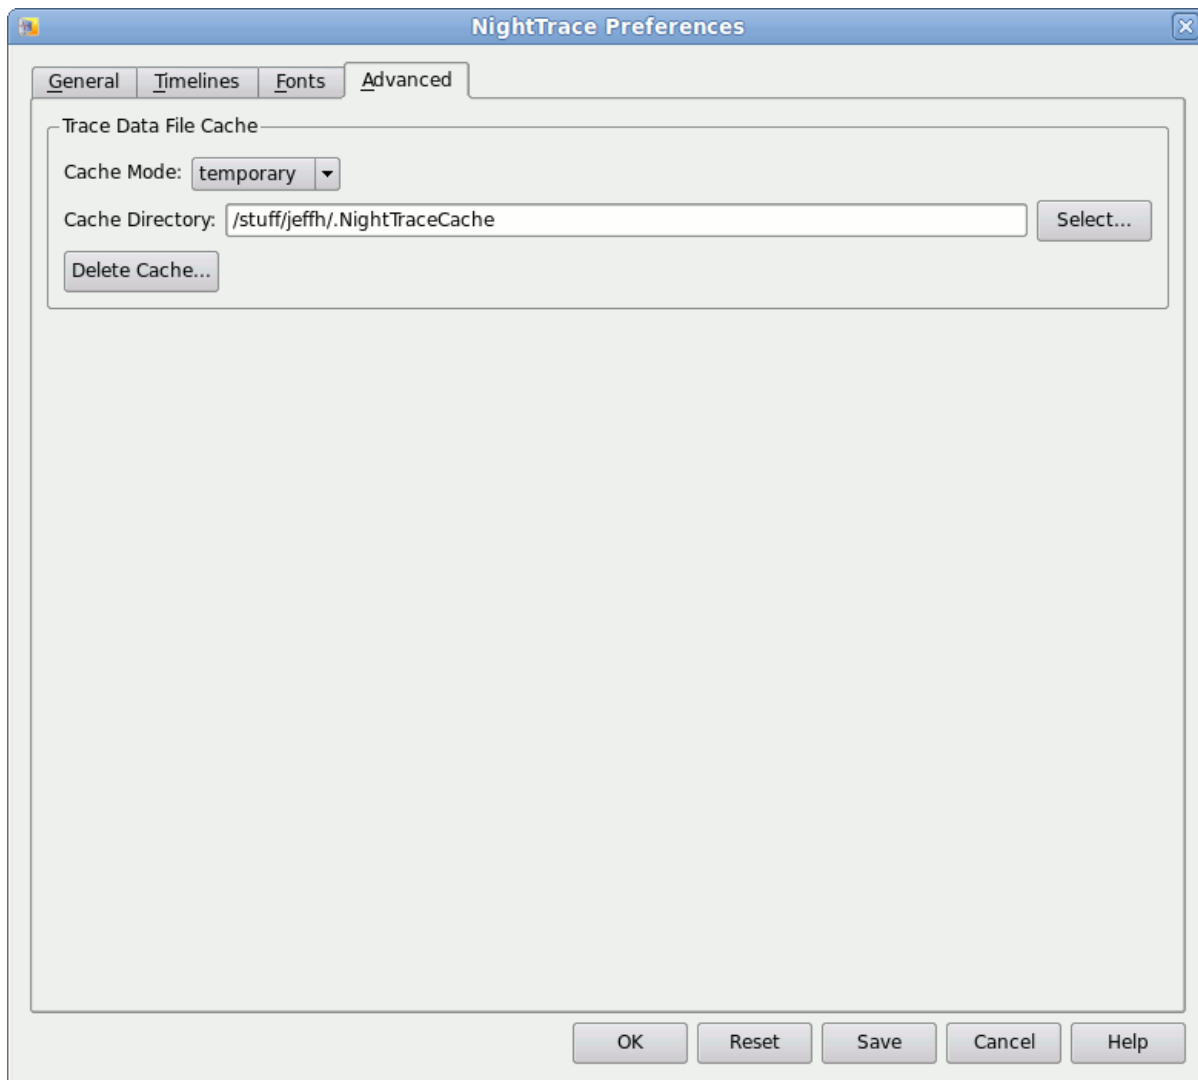 NightTrace Preferences
General Timelines Fonts Advanced
Trace Data File Cache
Cache Mode: temporary
Cache Directory: /stuff/jeffh/.NightTraceCache Select...
Delete Cache...
OK Reset Save Cancel Help